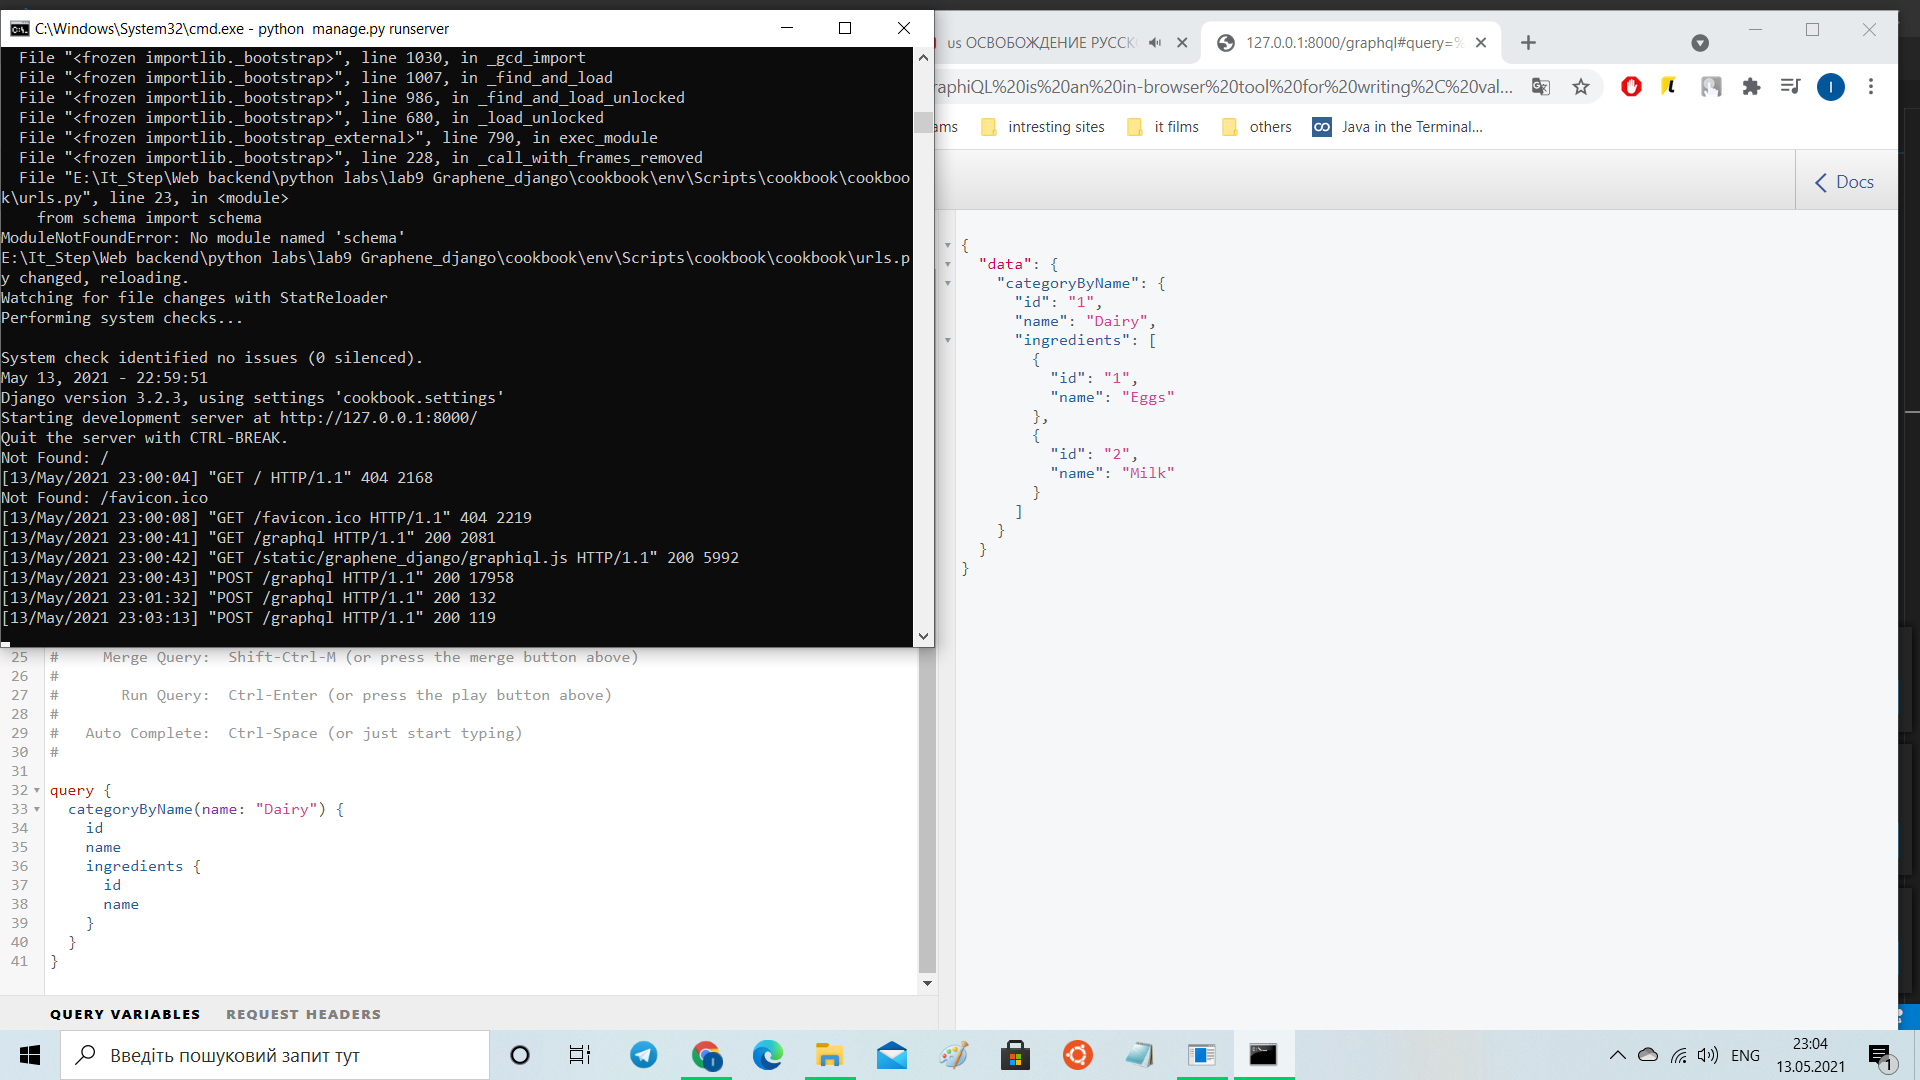 C:\Windows\System32\cmd.exe - python  manage.py runserver
File "<frozen importlib._bootstrap>", line 1030, in _gcd_import
File "<frozen importlib._bootstrap>", line 1007, in _find_and_load
File "<frozen importlib._bootstrap>", line 986, in _find_and_load_unlocked
File "<frozen importlib._bootstrap>", line 680, in _load_unlocked
File "<frozen importlib._bootstrap_external>", line 790, in exec_module
File "<frozen importlib._bootstrap>", line 228, in _call_with_frames_removed
File "E:\It_Step\Web backend\python labs\lab9 Graphene_django\cookbook\env\Scripts\cookbook\cookboo
k\urls.py", line 23, in <module>
from schema import schema
ModuleNotFoundError: No module named 'schema'
E:\It_Step\Web backend\python labs\lab9 Graphene_django\cookbook\env\Scripts\cookbook\cookbook\urls.p
y changed, reloading.
Watching for file changes with StatReloader
Performing system checks...
System check identified no issues (0 silenced).
May 13, 2021 - 22:59:51
Django version 3.2.3, using settings 'cookbook.settings'
Starting development server at http://127.0.0.1:8000/
Quit the server with CTRL-BREAK.
Not Found: /
[13/May/2021 23:00:04] "GET / HTTP/1.1" 404 2168
Not Found: /favicon.ico
[13/May/2021 23:00:08] "GET /favicon.ico HTTP/1.1" 404 2219
[13/May/2021 23:00:41] "GET /graphql HTTP/1.1" 200 2081
[13/May/2021 23:00:42] "GET /static/graphene_django/graphiql.js HTTP/1.1" 200 5992
[13/May/2021 23:00:43] "POST /graphql HTTP/1.1" 200 17958
[13/May/2021 23:01:32] "POST /graphql HTTP/1.1" 200 132
[13/May/2021 23:03:13] "POST /graphql HTTP/1.1" 200 119
us ОСВОБОЖДЕНИЕ РУССК
127.0.0.1:8000/graphql#query=%
raphiQL%20is%20an%20in-browser%20tool%20for%20writing%2C%20val...
I
ams
intresting sites
it films
others
Java in the Terminal...
Docs
{
"data": {
"categoryByName": {
"id": "1",
"name": "Dairy",
"ingredients": [
{
"id": "1",
"name": "Eggs"
},
{
"id": "2",
"name": "Milk"
}
]
}
}
}
25 #     Merge Query:  Shift-Ctrl-M (or press the merge button above)
26 #
27 #       Run Query:  Ctrl-Enter (or press the play button above)
28 #
29 #   Auto Complete:  Ctrl-Space (or just start typing)
30 #
31
32 query {
33 categoryByName(name: "Dairy") {
34 id
35 name
36 ingredients {
37 id
38 name
39 }
40 }
41 }
QUERY VARIABLES REQUEST HEADERS
Введіть пошуковий запит тут
ENG
23:04
13.05.2021
1